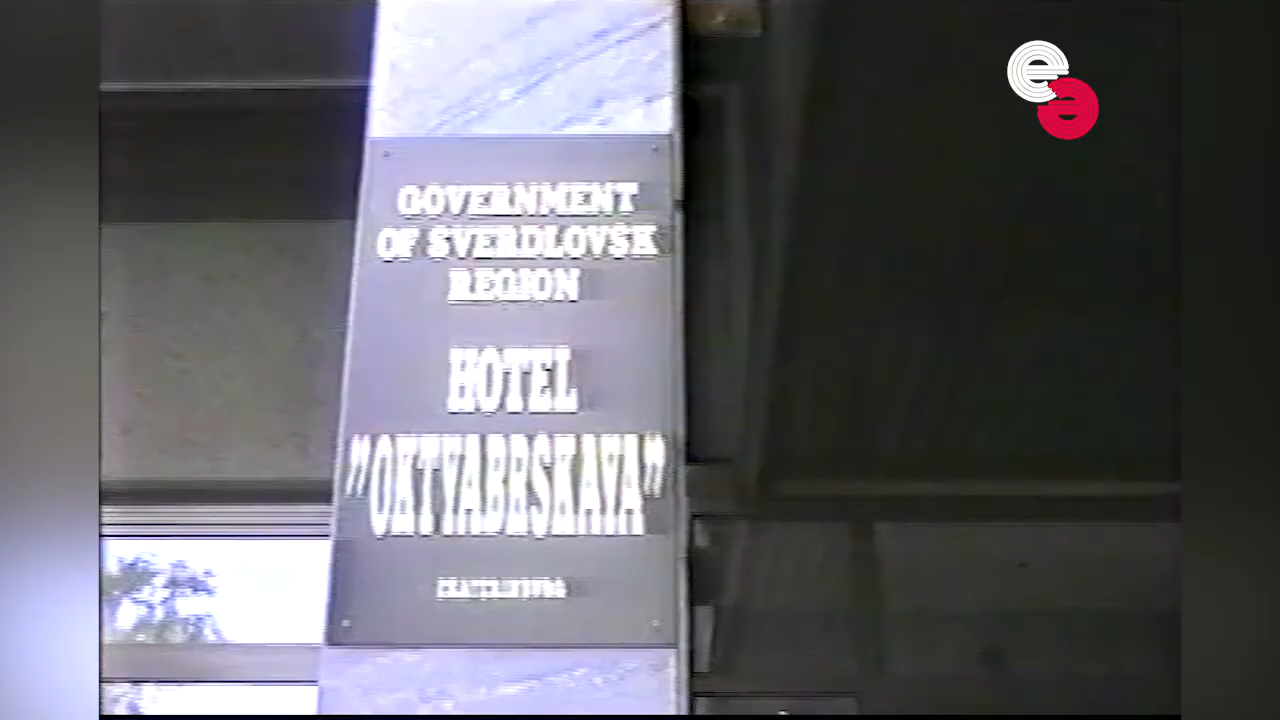 GOVERNMENT
OF SVERDLOVSK
REGION
HOTEL
"OKTYABRSKAYA"